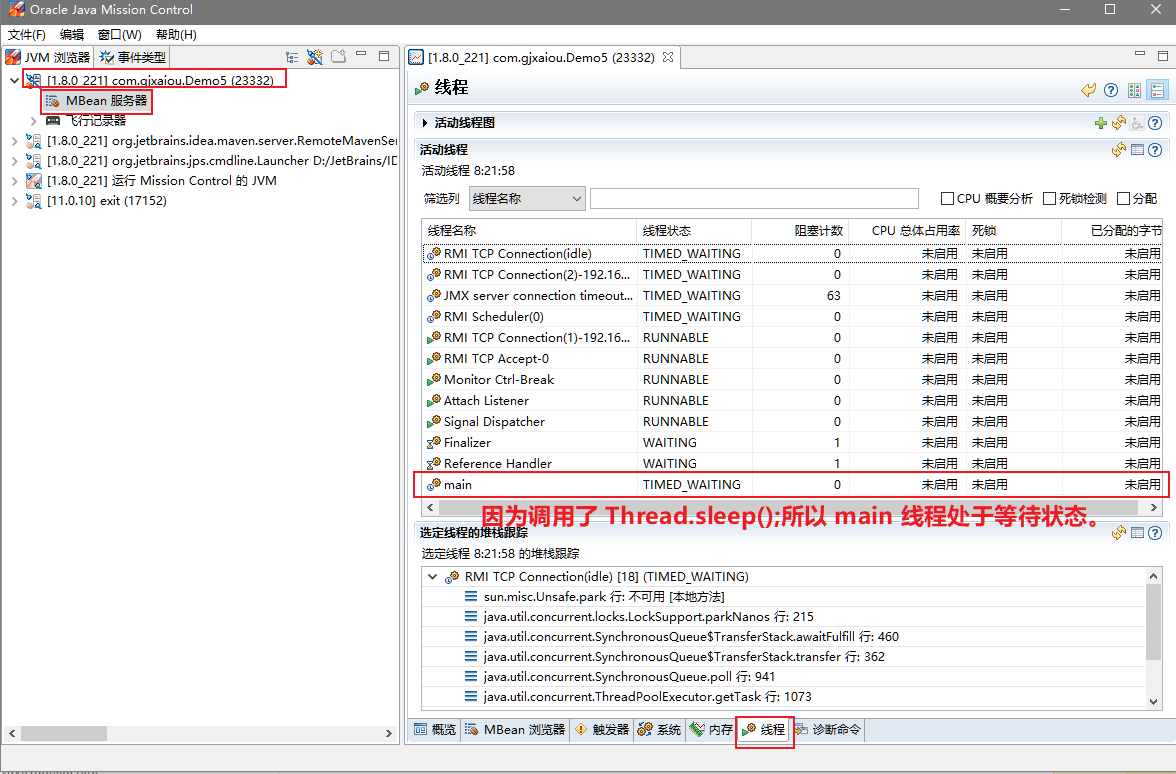 Oracle Java Mission Control
文件(F) 编辑 窗口(W) 帮助(H)
JVM 浏览器 事件类型
[1.8.0_221] com.gjxaiou.Demo5 (23332)
MBean 服务器
飞行记录器
[1.8.0_221] org.jetbrains.idea.maven.server.RemoteMavenSer
[1.8.0_221] org.jetbrains.jps.cmdline.Launcher D:/JetBrains/ID
[1.8.0_221] 运行 Mission Control 的 JVM
[11.0.10] exit (17152)
[1.8.0_221] com.gjxaiou.Demo5 (23332)
线程
活动线程图
活动线程
活动线程 8:21:58
筛选列 线程名称 CPU 概要分析 死锁检测 分配
线程名称 线程状态 阻塞计数 CPU 总体占用率 死锁 已分配的字节
RMI TCP Connection(idle) TIMED_WAITING 0 未启用 未启用 未启用
RMI TCP Connection(2)-192.16... TIMED_WAITING 0 未启用 未启用 未启用
JMX server connection timeout... TIMED_WAITING 63 未启用 未启用 未启用
RMI Scheduler(0) TIMED_WAITING 0 未启用 未启用 未启用
RMI TCP Connection(1)-192.16... RUNNABLE 0 未启用 未启用 未启用
RMI TCP Accept-0 RUNNABLE 0 未启用 未启用 未启用
Monitor Ctrl-Break RUNNABLE 0 未启用 未启用 未启用
Attach Listener RUNNABLE 0 未启用 未启用 未启用
Signal Dispatcher RUNNABLE 0 未启用 未启用 未启用
Finalizer WAITING 1 未启用 未启用 未启用
Reference Handler WAITING 1 未启用 未启用 未启用
main TIMED_WAITING 0 未启用 未启用 未启用
因为调用了 Thread.sleep();所以 main 线程处于等待状态。
选定线程的堆栈跟踪
选定线程 8:21:58 的堆栈跟踪
RMI TCP Connection(idle) [18] (TIMED_WAITING)
sun.misc.Unsafe.park 行: 不可用 [本地方法]
java.util.concurrent.locks.LockSupport.parkNanos 行: 215
java.util.concurrent.SynchronousQueue$TransferStack.awaitFulfill 行: 460
java.util.concurrent.SynchronousQueue$TransferStack.transfer 行: 362
java.util.concurrent.SynchronousQueue.poll 行: 941
java.util.concurrent.ThreadPoolExecutor.getTask 行: 1073
概览 MBean 浏览器 触发器 系统 内存 线程 诊断命令